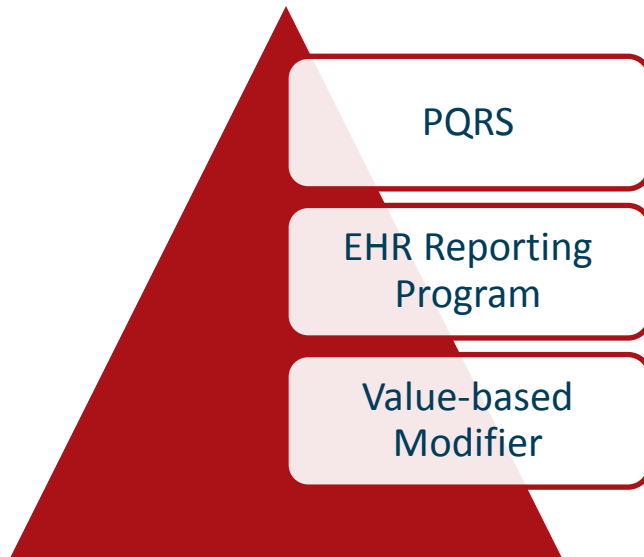 PQRS
EHR Reporting
Program
Value-based
Modifier